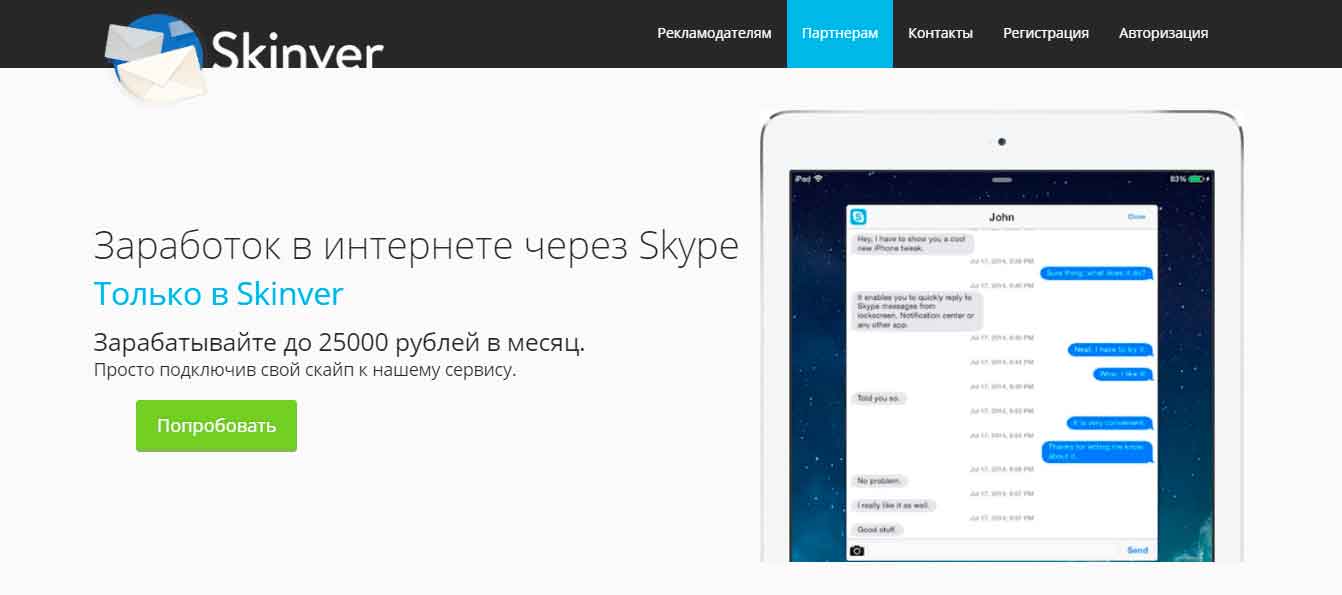 Skinver
Рекламодателям
Партнерам
Контакты
Регистрация
Авторизация
Заработок в интернете через Skype
Только в Skinver
Зарабатывайте до 25000 рублей в месяц.
Просто подключив свой скайп к нашему сервису.
Попробовать
iPad
83%
John
Hey, I have to show you a cool
new iPhone tweak.
Sure thing, what does it do?
It enables you to quickly reply to
Skype messages from
lockscreen, Notification center or
any other app.
Neat, I have to try it.
Wow, I like it!
Told you so.
It is very convenient.
Thanks for letting me know
about it.
No problem.
I really like it as well.
Good stuff.
Send